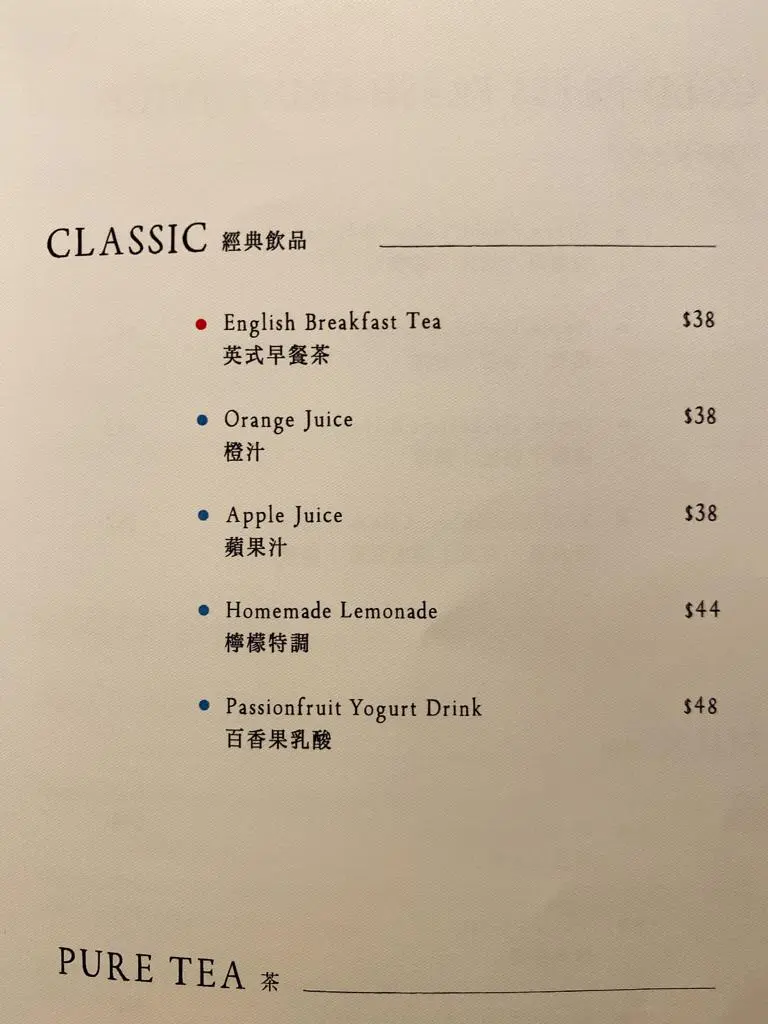 CLASSIC 經典飲品
English Breakfast Tea $38
英式早餐茶
Orange Juice $38
橙汁
Apple Juice $38
蘋果汁
Homemade Lemonade $44
檸檬特調
Passionfruit Yogurt Drink $48
百香果乳酸
PURE TEA 茶